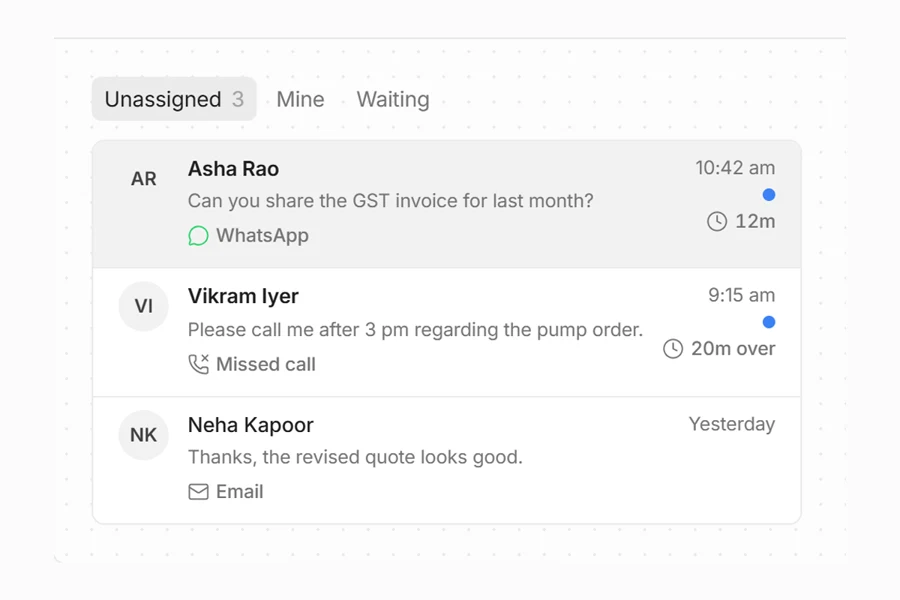 Unassigned 3 Mine Waiting
AR Asha Rao 10:42 am
Can you share the GST invoice for last month?
WhatsApp 12m
VI Vikram Iyer 9:15 am
Please call me after 3 pm regarding the pump order.
Missed call 20m over
NK Neha Kapoor Yesterday
Thanks, the revised quote looks good.
Email